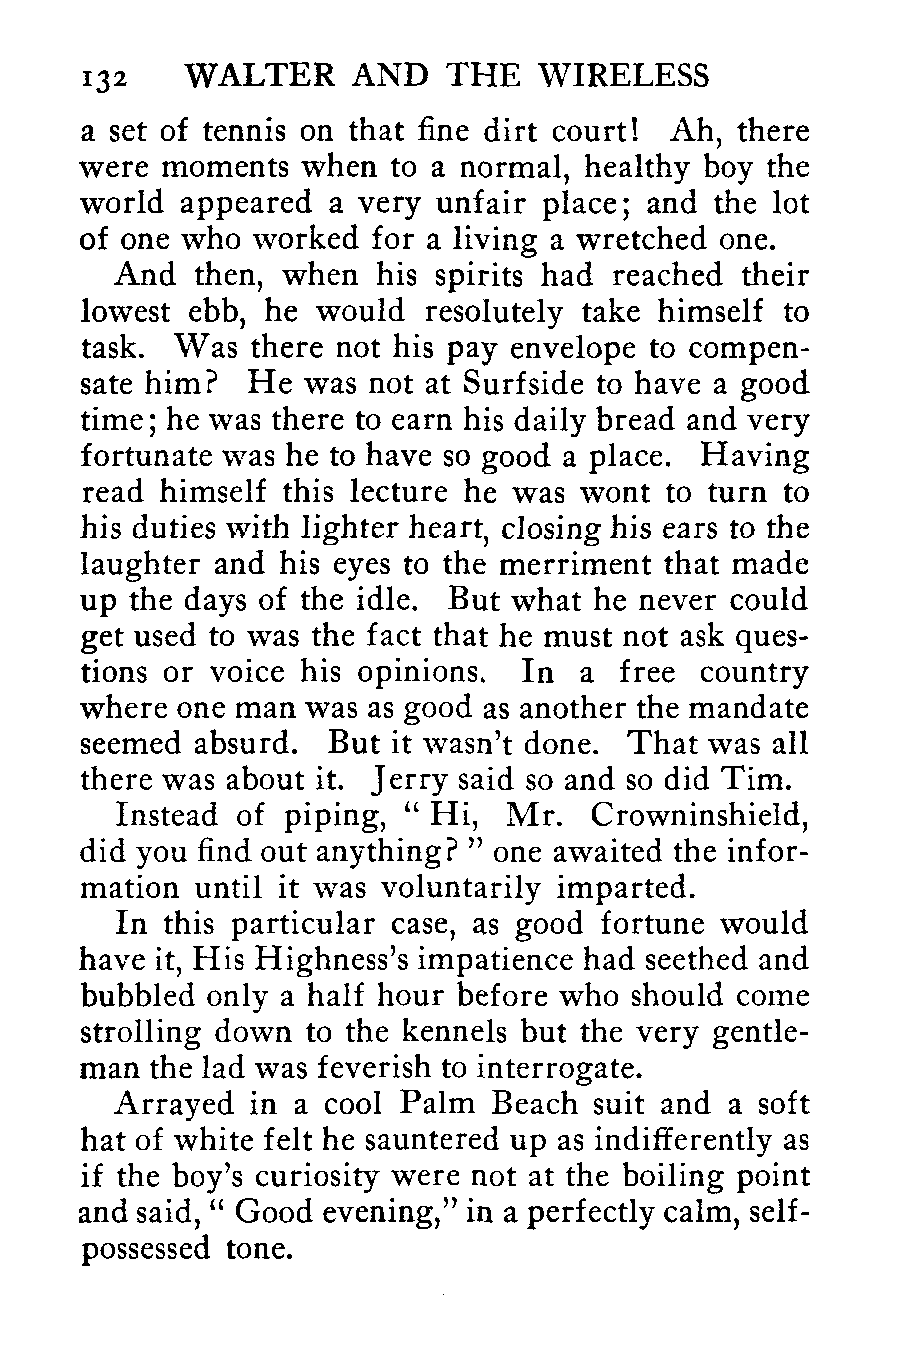 132 WALTER AND THE WIRELESS
a set of tennis on that fine dirt court! Ah, there
were moments when to a normal, healthy boy the
world appeared a very unfair place; and the lot
of one who worked for a living a wretched one.
And then, when his spirits had reached their
lowest ebb, he would resolutely take himself to
task. Was there not his pay envelope to compen-
sate him? He was not at Surfside to have a good
time; he was there to earn his daily bread and very
fortunate was he to have so good a place. Having
read himself this lecture he was wont to turn to
his duties with lighter heart, closing his ears to the
laughter and his eyes to the merriment that made
up the days of the idle. But what he never could
get used to was the fact that he must not ask ques-
tions or voice his opinions. In a free country
where one man was as good as another the mandate
seemed absurd. But it wasn't done. That was all
there was about it. Jerry said so and so did Tim.
Instead of piping, “ Hi, Mr. Crowninshield,
did you find out anything? ” one awaited the infor-
mation until it was voluntarily imparted.
In this particular case, as good fortune would
have it, His Highness's impatience had seethed and
bubbled only a half hour before who should come
strolling down to the kennels but the very gentle-
man the lad was feverish to interrogate.
Arrayed in a cool Palm Beach suit and a soft
hat of white felt he sauntered up as indifferently as
if the boy's curiosity were not at the boiling point
and said, “ Good evening,” in a perfectly calm, self-
possessed tone.